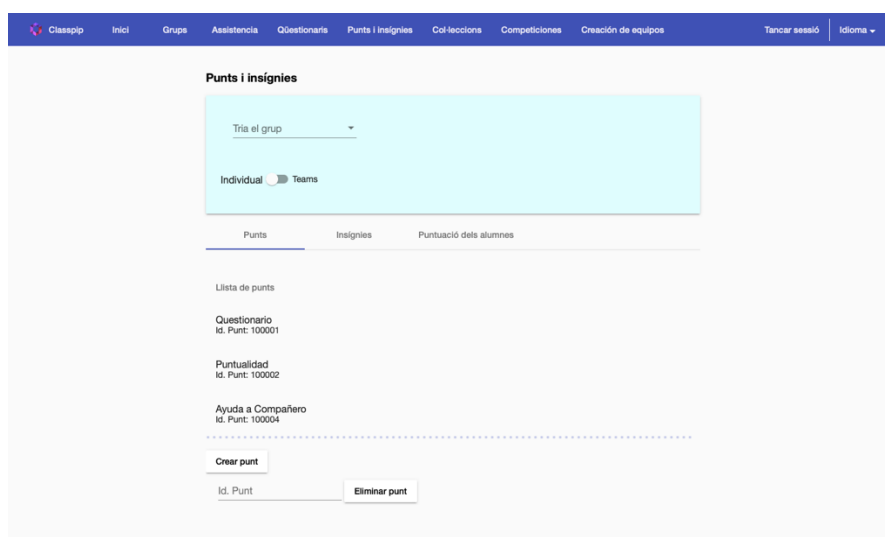 Classpip Inici Grups Assistencia Qüestionaris Punts i insígnies Col·leccions Competiciones Creación de equipos Tancar sessió Idioma
Punts i insígnies
Tria el grup
Individual Teams
Punts Insígnies Puntuació dels alumnes
Llista de punts
Questionario
Id. Punt: 100001
Puntualidad
Id. Punt: 100002
Ayuda a Compañero
Id. Punt: 100004
Crear punt
Id. Punt Eliminar punt